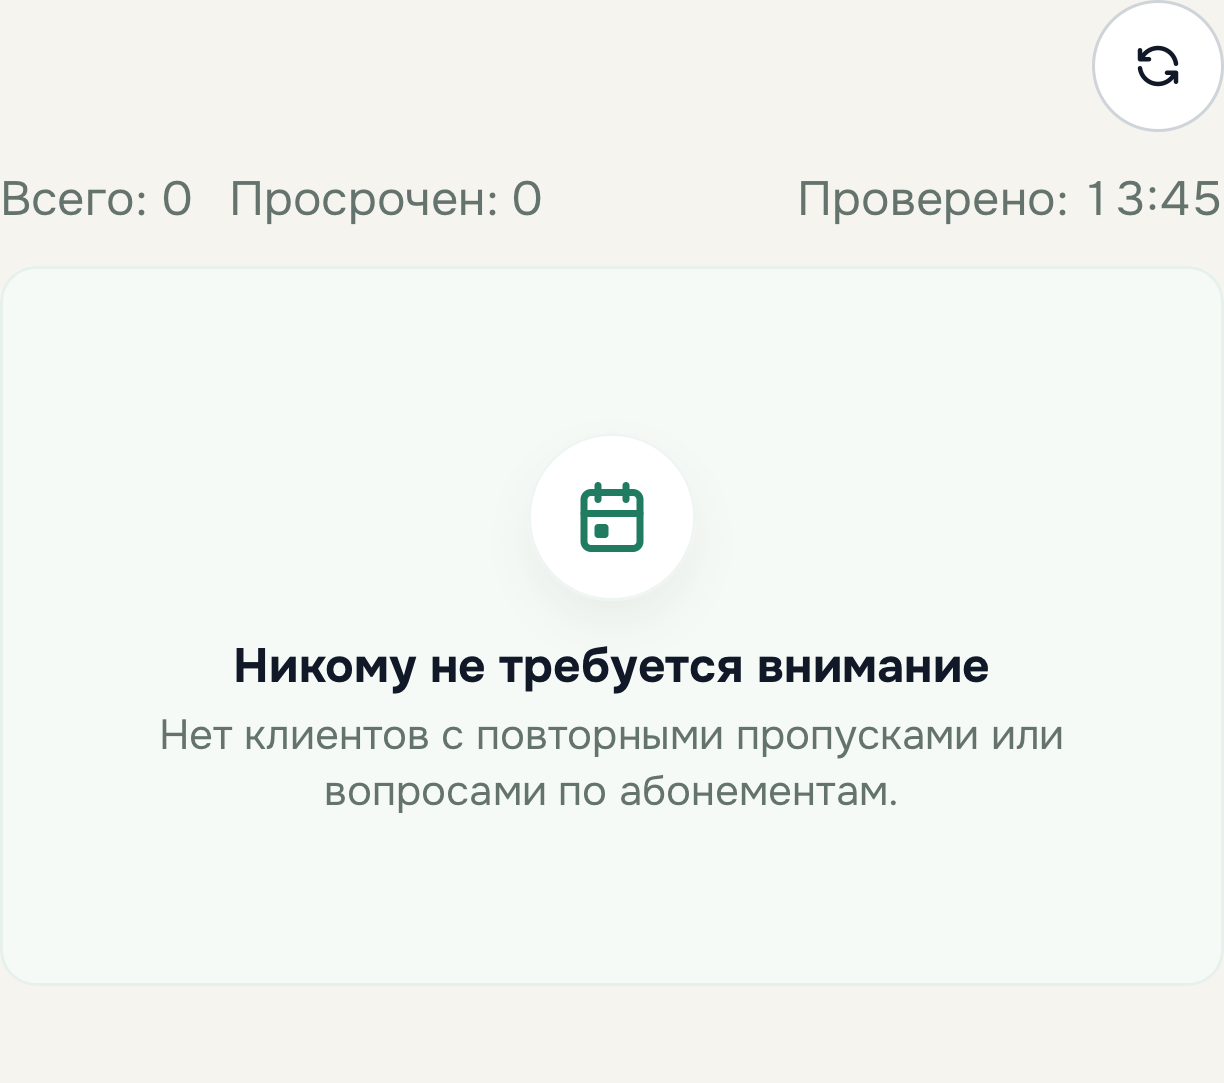 Всего: 0 Просрочен: 0 Проверено: 13:45
Никому не требуется внимание
Нет клиентов с повторными пропусками или
вопросами по абонементам.